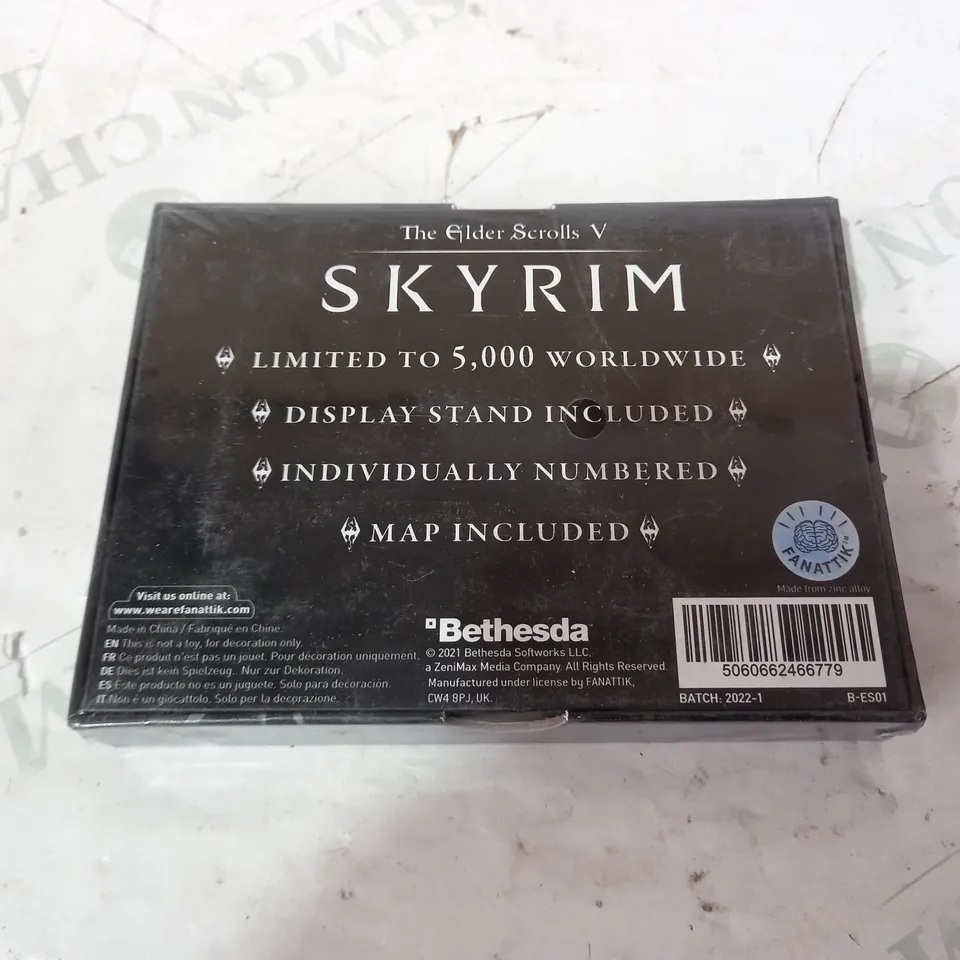 The Elder Scrolls V
SKYRIM
LIMITED TO 5,000 WORLDWIDE
DISPLAY STAND INCLUDED
INDIVIDUALLY NUMBERED
MAP INCLUDED
FANATTIK™
Made from zinc alloy
Visit us online at:
www.wearefanattik.com
Made in China / Fabriqué en Chine.
EN This is not a toy, for decoration only.
FR Ce produit n'est pas un jouet. Pour décoration uniquement.
DE Dies ist kein Spielzeug.. Nur zur Dekoration.
ES Este producto no es un juguete. Solo para decoración.
IT Non è un giocattolo. Solo per la decorazione.
Bethesda
© 2021 Bethesda Softworks LLC.
a ZeniMax Media Company. All Rights Reserved.
Manufactured under license by FANATTIK,
CW4 8PJ, UK.
5060662466779
BATCH: 2022-1 B-ES01